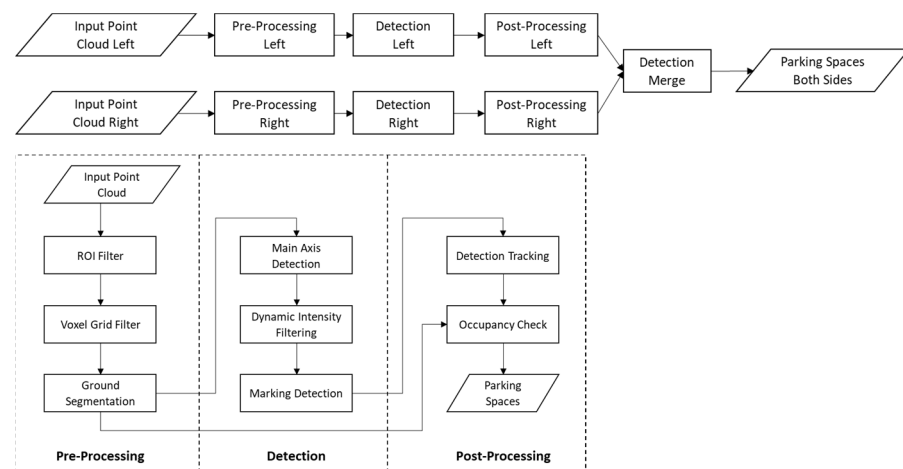 Input Point
Cloud Left
Pre-Processing
Left
Detection
Left
Post-Processing
Left
Detection
Merge
Parking Spaces
Both Sides
Input Point
Cloud Right
Pre-Processing
Right
Detection
Right
Post-Processing
Right
Input Point
Cloud
ROI Filter
Voxel Grid Filter
Ground
Segmentation
Pre-Processing
Main Axis
Detection
Dynamic Intensity
Filtering
Marking Detection
Detection
Detection Tracking
Occupancy Check
Parking
Spaces
Post-Processing